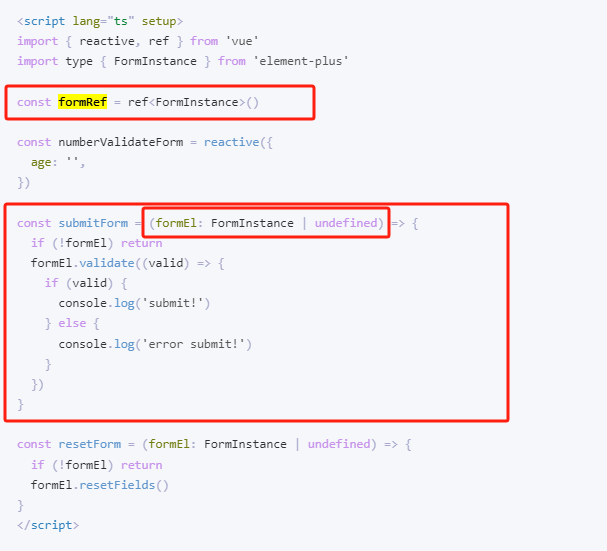 <script lang="ts" setup>
import { reactive, ref } from 'vue'
import type { FormInstance } from 'element-plus'
const formRef = ref<FormInstance>()
const numberValidateForm = reactive({
  age: '',
})
const submitForm = (formEl: FormInstance | undefined) => {
  if (!formEl) return
  formEl.validate((valid) => {
    if (valid) {
      console.log('submit!')
    } else {
      console.log('error submit!')
    }
  })
}
const resetForm = (formEl: FormInstance | undefined) => {
  if (!formEl) return
  formEl.resetFields()
}
</script>